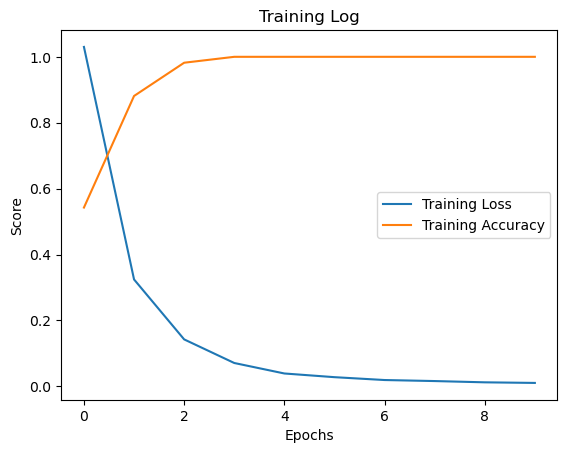 Training Log
1.0
0.8
0.6
0.4
0.2
0.0
Score
Training Loss
Training Accuracy
0 2 4 6 8
Epochs